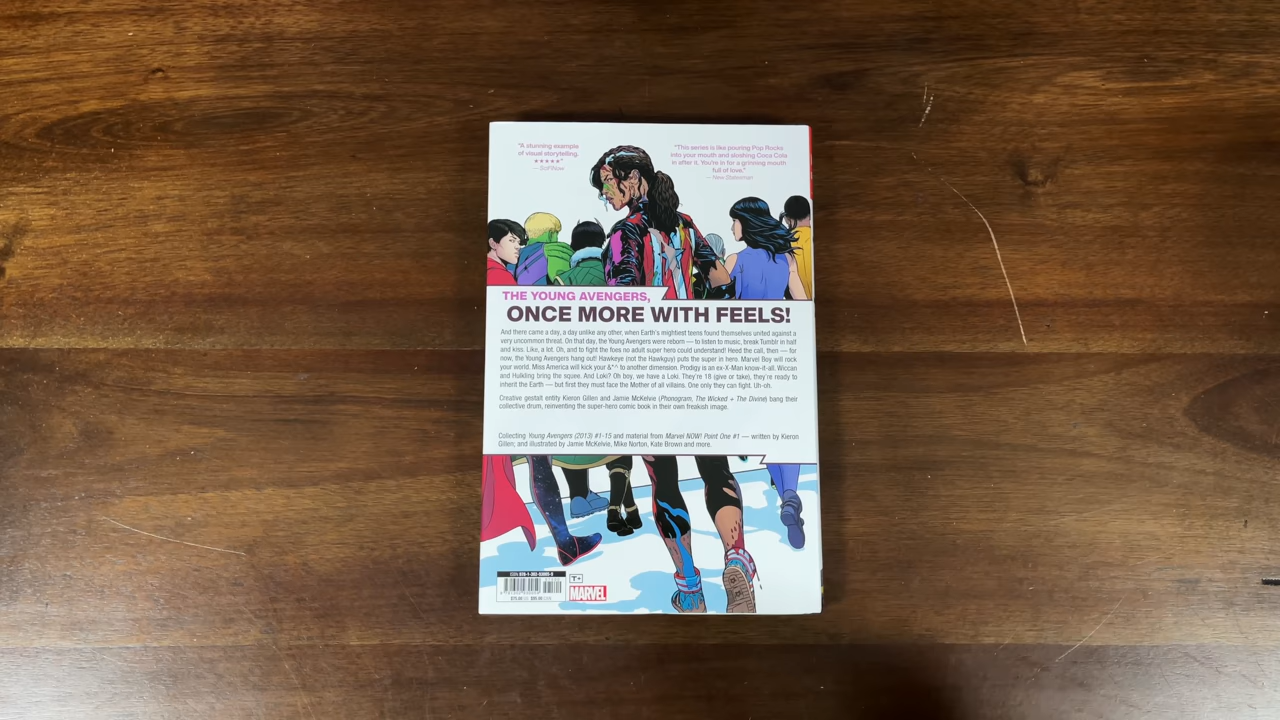 "A stunning example
of visual storytelling.
★★★★★"
— SciFiNow
"This series is like pouring Pop Rocks
into your mouth and sloshing Coca Cola
in after it. You're in for a grinning mouth
full of love."
— New Statesman
THE YOUNG AVENGERS,
ONCE MORE WITH FEELS!
And there came a day, a day unlike any other, when Earth's mightiest teens found themselves united against a
very uncommon threat. On that day, the Young Avengers were reborn — to listen to music, break Tumblr in half
and kiss. Like, a lot. Oh, and to fight the foes no adult super hero could understand! Heed the call, then — for
now, the Young Avengers hang out! Hawkeye (not the Hawkguy) puts the super in hero. Marvel Boy will rock
your world. Miss America will kick your &*^ to another dimension. Prodigy is an ex-X-Man know-it-all. Wiccan
and Hulkling bring the squee. And Loki? Oh boy, we have a Loki. They're 18 (give or take), they're ready to
inherit the Earth — but first they must face the Mother of all villains. One only they can fight. Uh-oh.
Creative gestalt entity Kieron Gillen and Jamie McKelvie (Phonogram, The Wicked + The Divine) bang their
collective drum, reinventing the super-hero comic book in their own freakish image.
Collecting Young Avengers (2013) #1-15 and material from Marvel NOW! Point One #1 — written by Kieron
Gillen; and illustrated by Jamie McKelvie, Mike Norton, Kate Brown and more.
T+
MARVEL